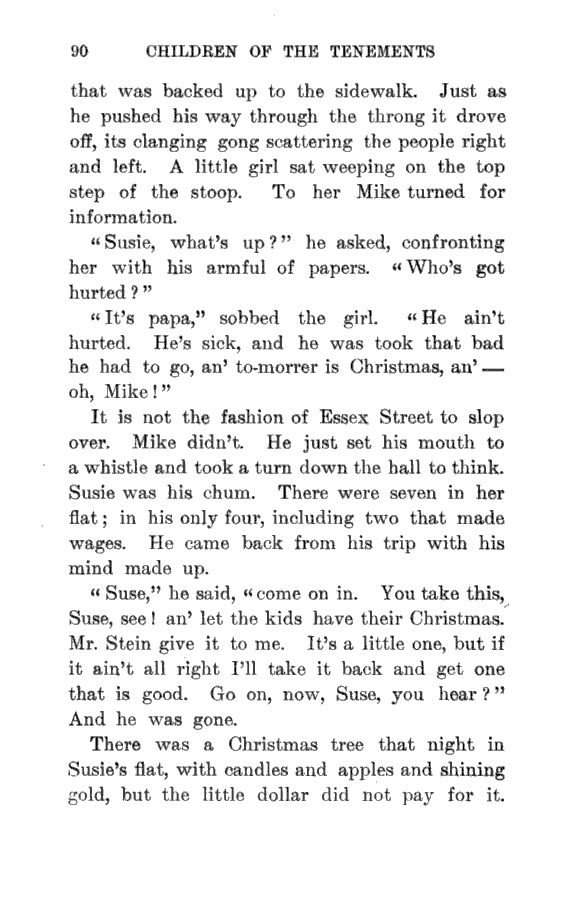 90 CHILDREN OF THE TENEMENTS
that was backed up to the sidewalk. Just as
he pushed his way through the throng it drove
off, its clanging gong scattering the people right
and left. A little girl sat weeping on the top
step of the stoop. To her Mike turned for
information.
“Susie, what's up?” he asked, confronting
her with his armful of papers. “Who's got
hurted?”
“It's papa,” sobbed the girl. “He ain't
hurted. He's sick, and he was took that bad
he had to go, an' to-morrer is Christmas, an'—
oh, Mike!”
It is not the fashion of Essex Street to slop
over. Mike didn't. He just set his mouth to
a whistle and took a turn down the hall to think.
Susie was his chum. There were seven in her
flat; in his only four, including two that made
wages. He came back from his trip with his
mind made up.
“Suse,” he said, “come on in. You take this,
Suse, see! an' let the kids have their Christmas.
Mr. Stein give it to me. It's a little one, but if
it ain't all right I'll take it back and get one
that is good. Go on, now, Suse, you hear?”
And he was gone.
There was a Christmas tree that night in
Susie's flat, with candles and apples and shining
gold, but the little dollar did not pay for it.